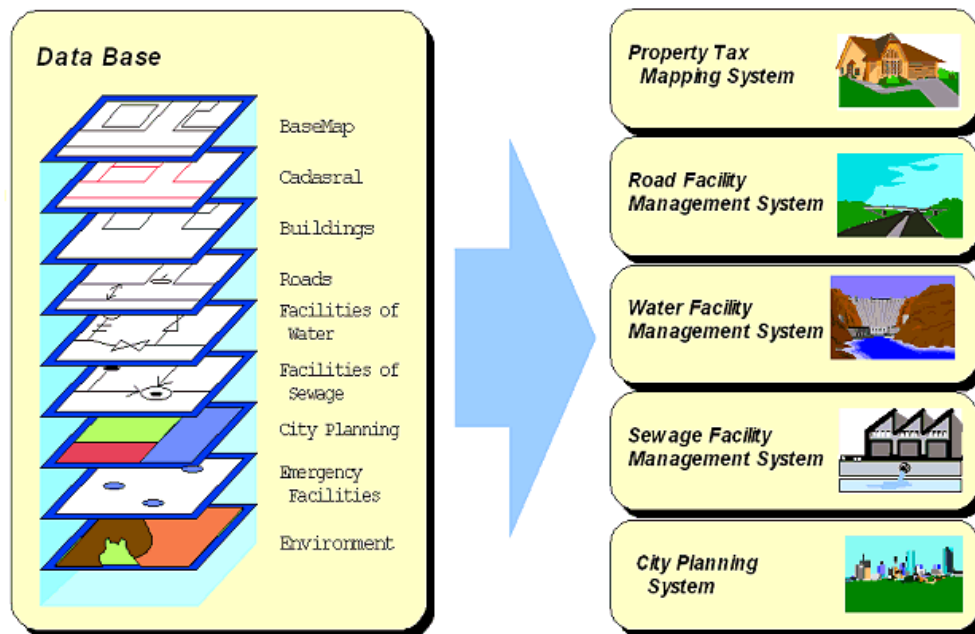 Data Base
BaseMap
Cadasral
Buildings
Roads
Facilities of
Water
Facilities of
Sewage
City Planning
Emergency
Facilities
Environment
Property Tax
Mapping System
Road Facility
Management System
Water Facility
Management System
Sewage Facility
Management System
City Planning
System